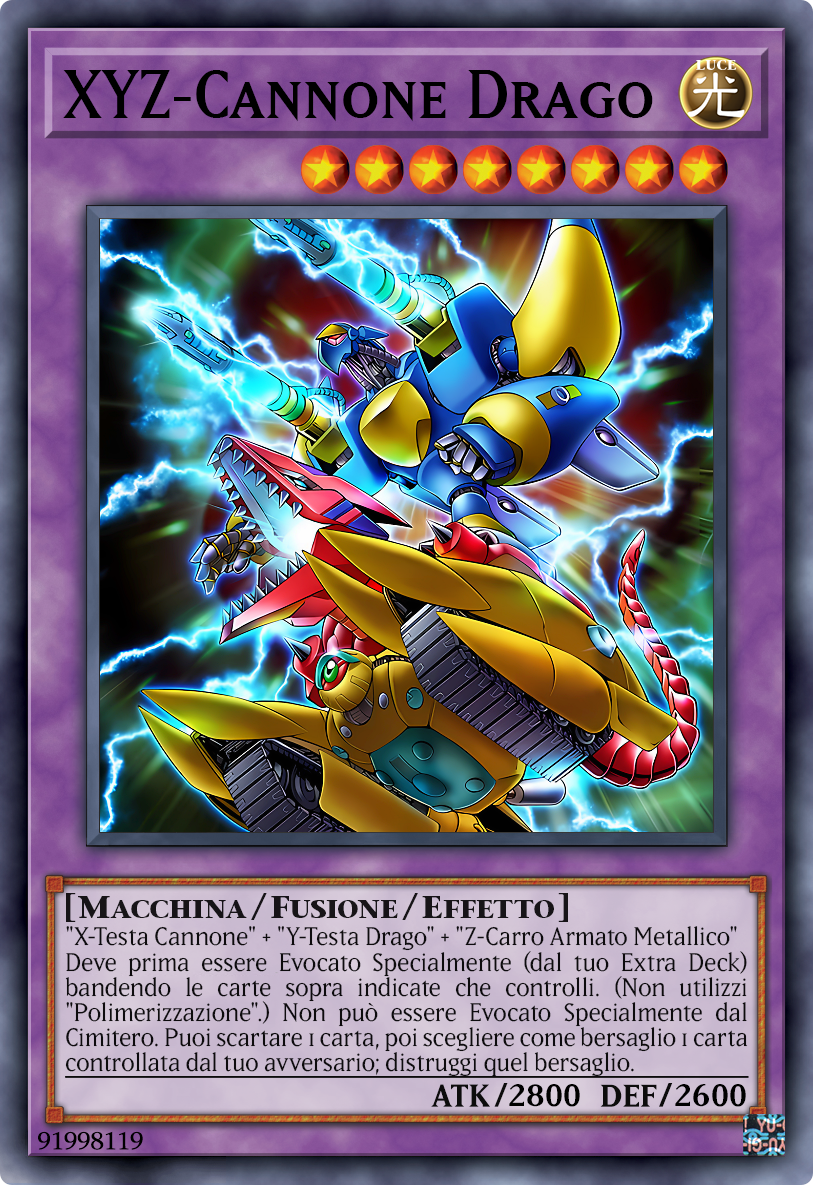 XYZ-Cannone Drago
LUCE
光
[Macchina/Fusione/Effetto]
"X-Testa Cannone" + "Y-Testa Drago" + "Z-Carro Armato Metallico"
Deve prima essere Evocato Specialmente (dal tuo Extra Deck)
bandendo le carte sopra indicate che controlli. (Non utilizzi
"Polimerizzazione".) Non può essere Evocato Specialmente dal
Cimitero. Puoi scartare 1 carta, poi scegliere come bersaglio 1 carta
controllata dal tuo avversario; distruggi quel bersaglio.
ATK/2800 DEF/2600
91998119